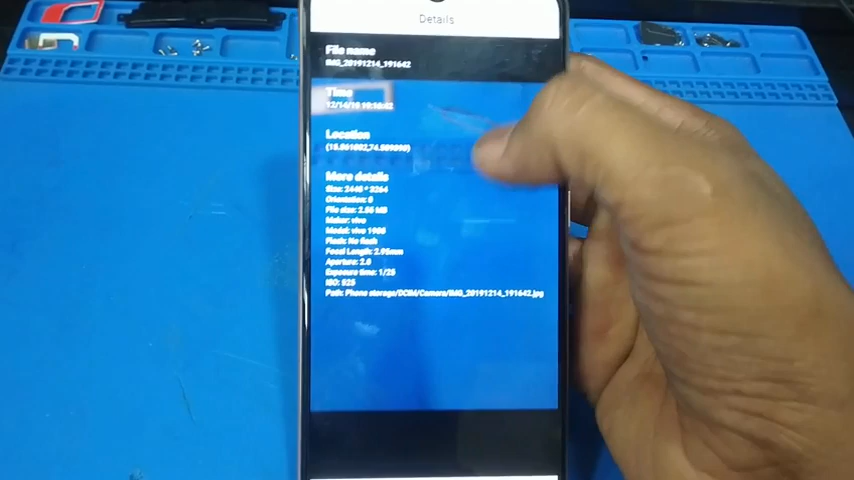 Details
File name
IMG_20191214_191642
Time
Location
More details
Size: 2448 * 3264
Orientation: 0
File size: 2.56 MB
Maker: vivo
Model: vivo 1906
Flash: No flash
Focal Length: 2.95mm
Aperture: 2.0
Exposure time: 1/25
ISO: 525
Path: Phone storage/DCIM/Camera/IMG_20191214_191642.jpg